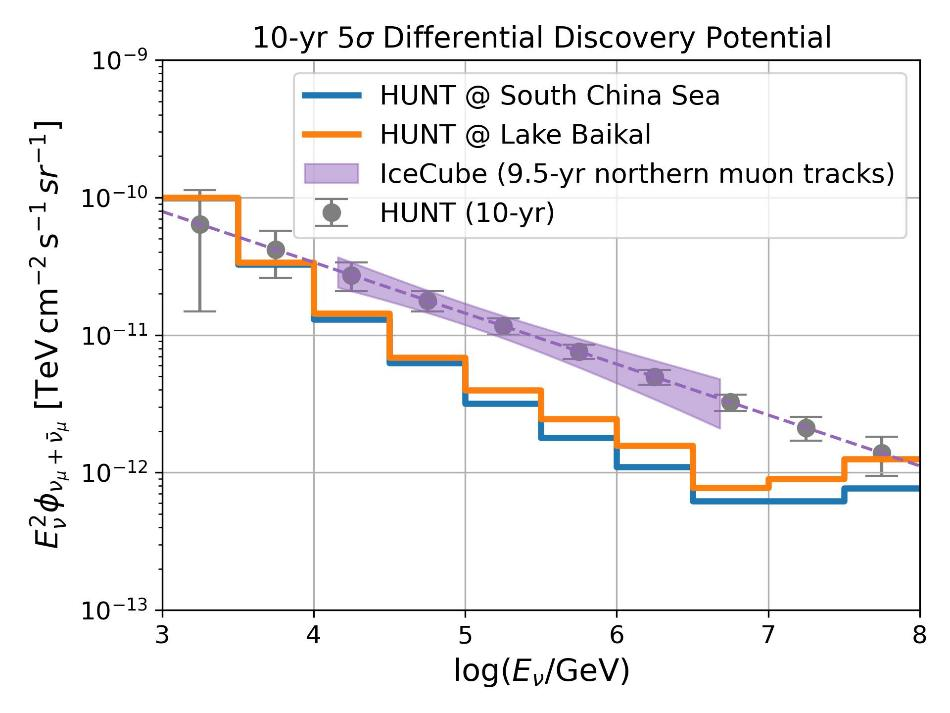 10-yr 5σ Differential Discovery Potential
HUNT @ South China Sea
HUNT @ Lake Baikal
IceCube (9.5-yr northern muon tracks)
HUNT (10-yr)
E_ν^2 ϕ_{ν_μ + ν̄_μ} [TeV cm^{−2} s^{−1} sr^{−1}]
10^{−9}
10^{−10}
10^{−11}
10^{−12}
10^{−13}
3 4 5 6 7 8
log(E_ν/GeV)